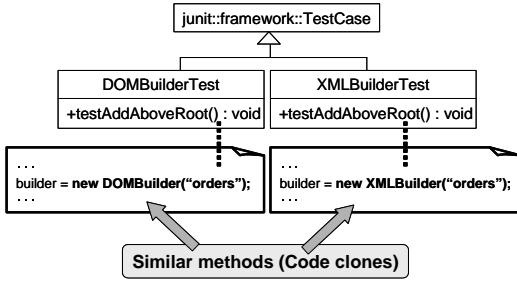 junit::framework::TestCase
DOMBuilderTest
+testAddAboveRoot() : void
XMLBuilderTest
+testAddAboveRoot() : void
...
builder = new DOMBuilder(“orders”);
...
...
builder = new XMLBuilder(“orders”);
...
Similar methods (Code clones)